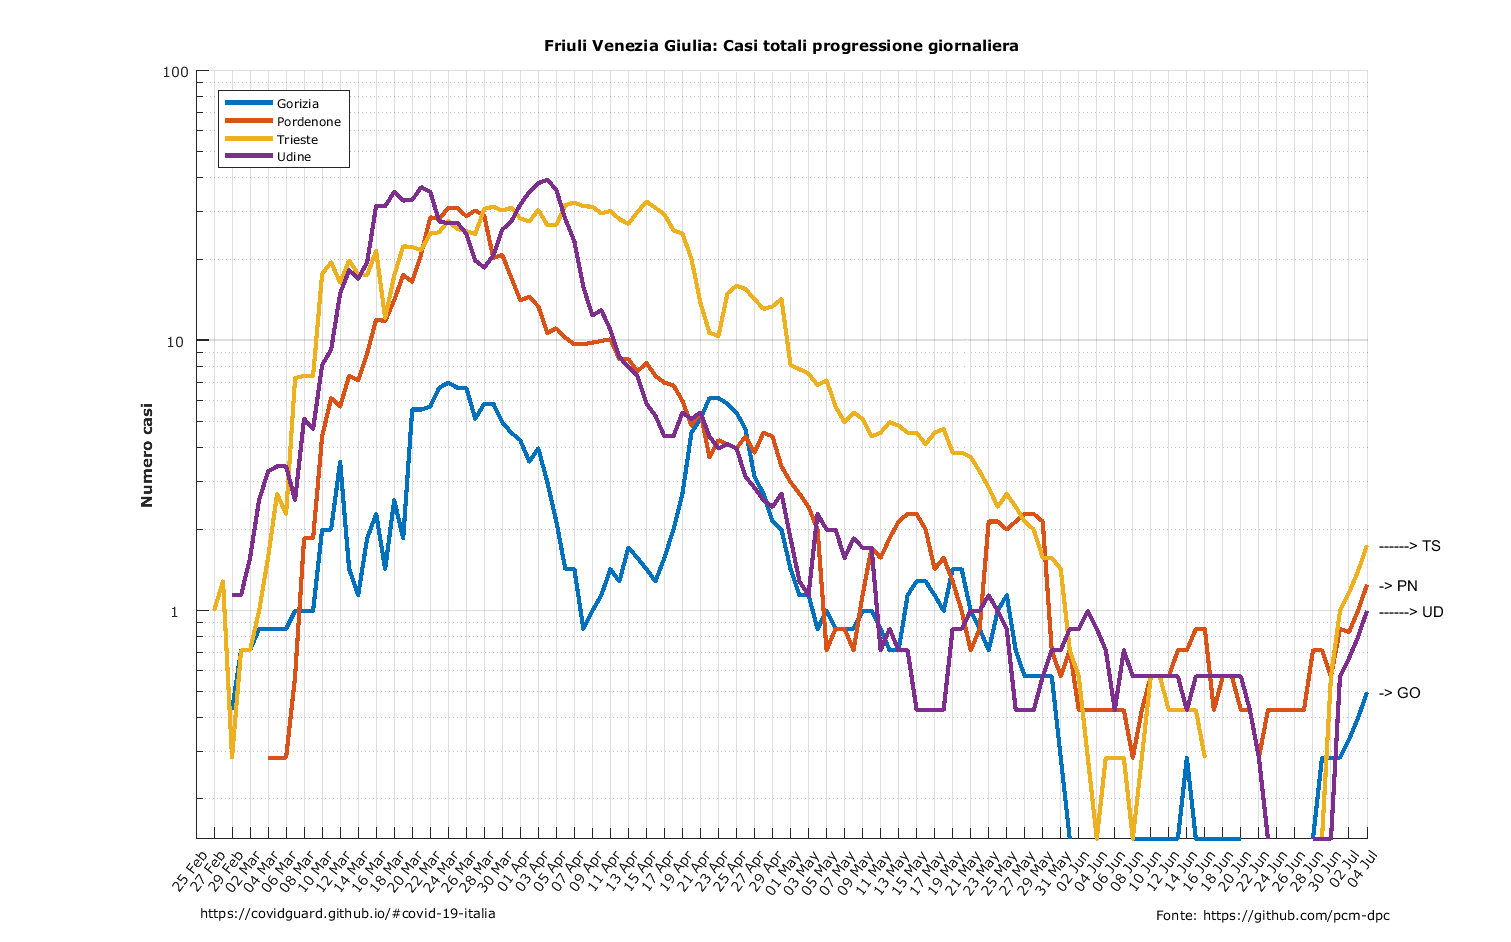 Friuli Venezia Giulia: Casi totali progressione giornaliera
100
10
1
Numero casi
Gorizia
Pordenone
Trieste
Udine
------> TS
-> PN
------> UD
-> GO
25 Feb
27 Feb
29 Feb
02 Mar
04 Mar
06 Mar
08 Mar
10 Mar
12 Mar
14 Mar
16 Mar
18 Mar
20 Mar
22 Mar
24 Mar
26 Mar
28 Mar
30 Mar
01 Apr
03 Apr
05 Apr
07 Apr
09 Apr
11 Apr
13 Apr
15 Apr
17 Apr
19 Apr
21 Apr
23 Apr
25 Apr
27 Apr
29 Apr
01 May
03 May
05 May
07 May
09 May
11 May
13 May
15 May
17 May
19 May
21 May
23 May
25 May
27 May
29 May
31 May
02 Jun
04 Jun
06 Jun
08 Jun
10 Jun
12 Jun
14 Jun
16 Jun
18 Jun
20 Jun
22 Jun
24 Jun
26 Jun
28 Jun
30 Jun
02 Jul
04 Jul
https://covidguard.github.io/#covid-19-italia
Fonte: https://github.com/pcm-dpc